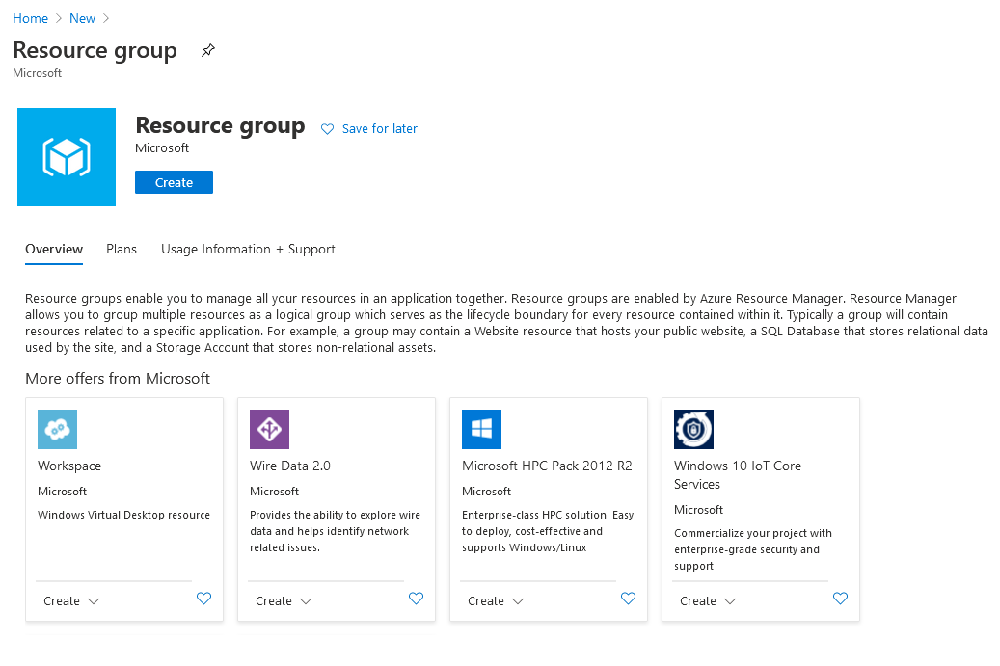 Home > New >
Resource group
Microsoft
Resource group
Save for later
Microsoft
Create
Overview
Plans
Usage Information + Support
Resource groups enable you to manage all your resources in an application together. Resource groups are enabled by Azure Resource Manager. Resource Manager
allows you to group multiple resources as a logical group which serves as the lifecycle boundary for every resource contained within it. Typically a group will contain
resources related to a specific application. For example, a group may contain a Website resource that hosts your public website, a SQL Database that stores relational data
used by the site, and a Storage Account that stores non-relational assets.
More offers from Microsoft
Workspace
Microsoft
Windows Virtual Desktop resource
Create
Wire Data 2.0
Microsoft
Provides the ability to explore wire
data and helps identify network
related issues.
Create
Microsoft HPC Pack 2012 R2
Microsoft
Enterprise-class HPC solution. Easy
to deploy, cost-effective and
supports Windows/Linux
Create
Windows 10 IoT Core
Services
Microsoft
Commercialize your project with
enterprise-grade security and
support
Create